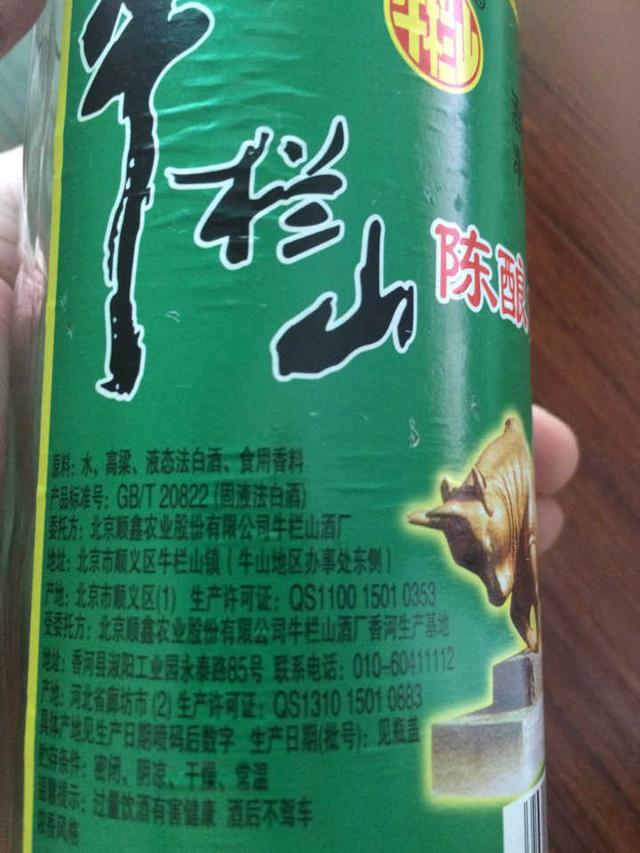 牛栏山
牛栏山
陈酿
原料：水、高粱、液态法白酒、食用香料
产品标准号：GB/T 20822 (固液法白酒)
委托方：北京顺鑫农业股份有限公司牛栏山酒厂
地址：北京市顺义区牛栏山镇（牛山地区办事处东侧）
产地：北京市顺义区(1) 生产许可证：QS1100 1501 0353
受委托方：北京顺鑫农业股份有限公司牛栏山酒厂香河生产基地
地址：香河县淑阳工业园永泰路85号 联系电话：010-60411112
产地：河北省廊坊市 (2) 生产许可证：QS1310 1501 0883
具体产地见生产日期喷码后数字 生产日期(批号)：见瓶盖
贮存条件：密闭、阴凉、干燥、常温
温馨提示：过量饮酒有害健康 酒后不驾车
浓香风格